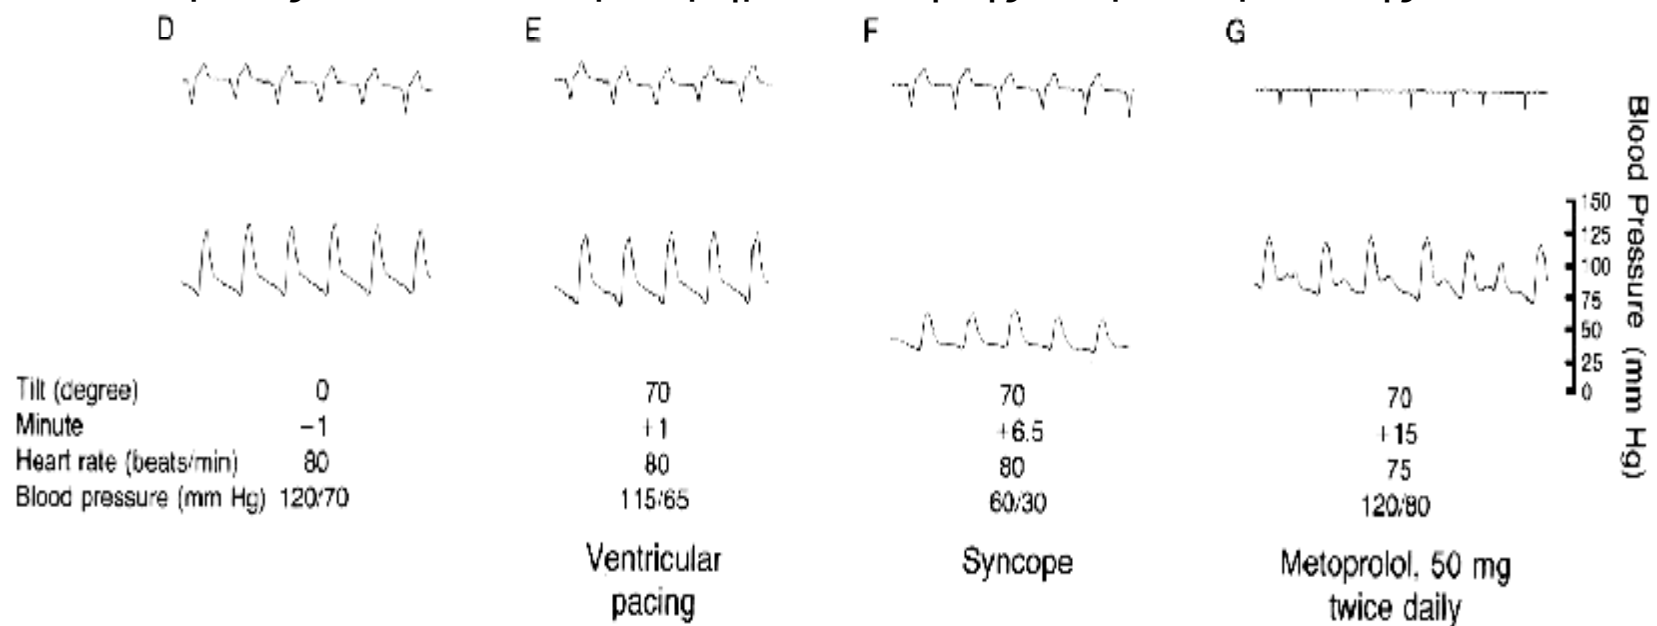 D E F G
150
125
100
75
50
25
0
Blood Pressure (mm Hg)
Tilt (degree) 0 70 70 70
Minute −1 +1 +6.5 +15
Heart rate (beats/min) 80 80 80 75
Blood pressure (mm Hg) 120/70 115/65 60/30 120/80
Ventricular
pacing
Syncope
Metoprolol, 50 mg
twice daily